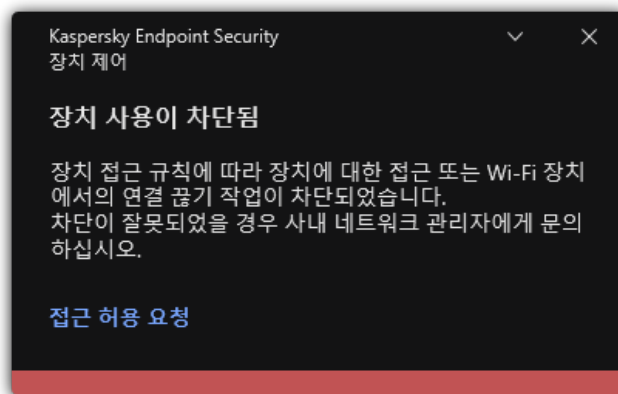 Kaspersky Endpoint Security
장치 제어
장치 사용이 차단됨
장치 접근 규칙에 따라 장치에 대한 접근 또는 Wi-Fi 장치
에서의 연결 끊기 작업이 차단되었습니다.
차단이 잘못되었을 경우 사내 네트워크 관리자에게 문의
하십시오.
접근 허용 요청